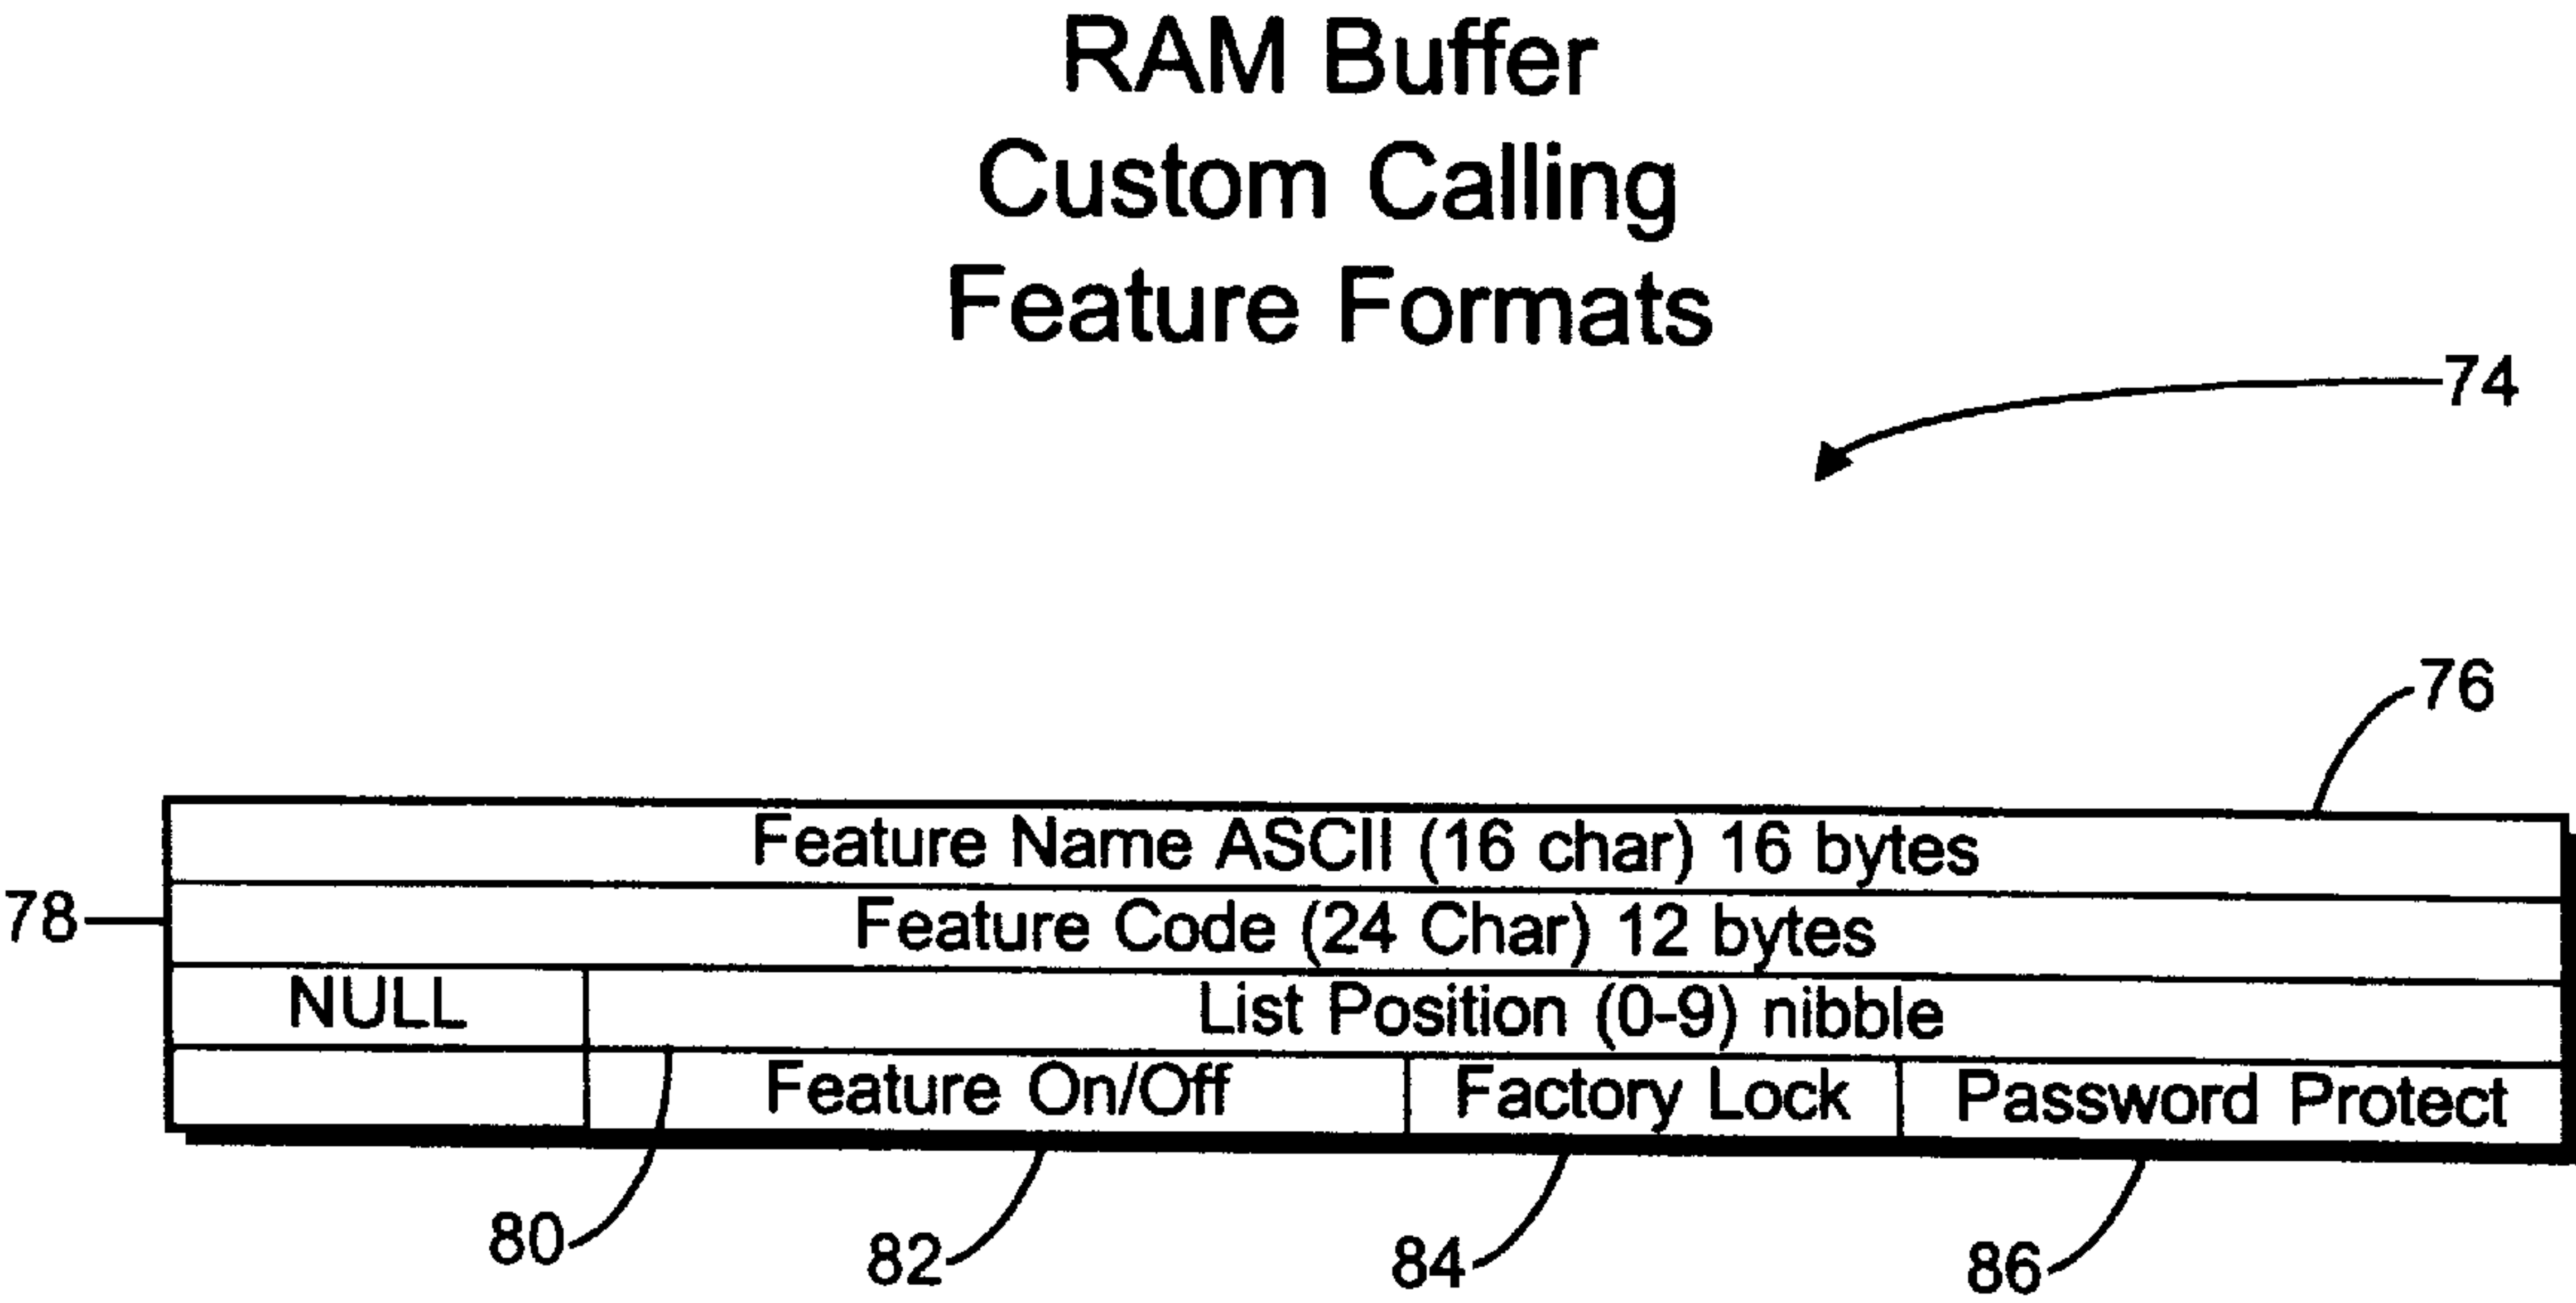 RAM Buffer
Custom Calling
Feature Formats
74
76
Feature Name ASCII (16 char) 16 bytes
78
Feature Code (24 Char) 12 bytes
NULL List Position (0-9) nibble
Feature On/Off Factory Lock Password Protect
80 82 84 86